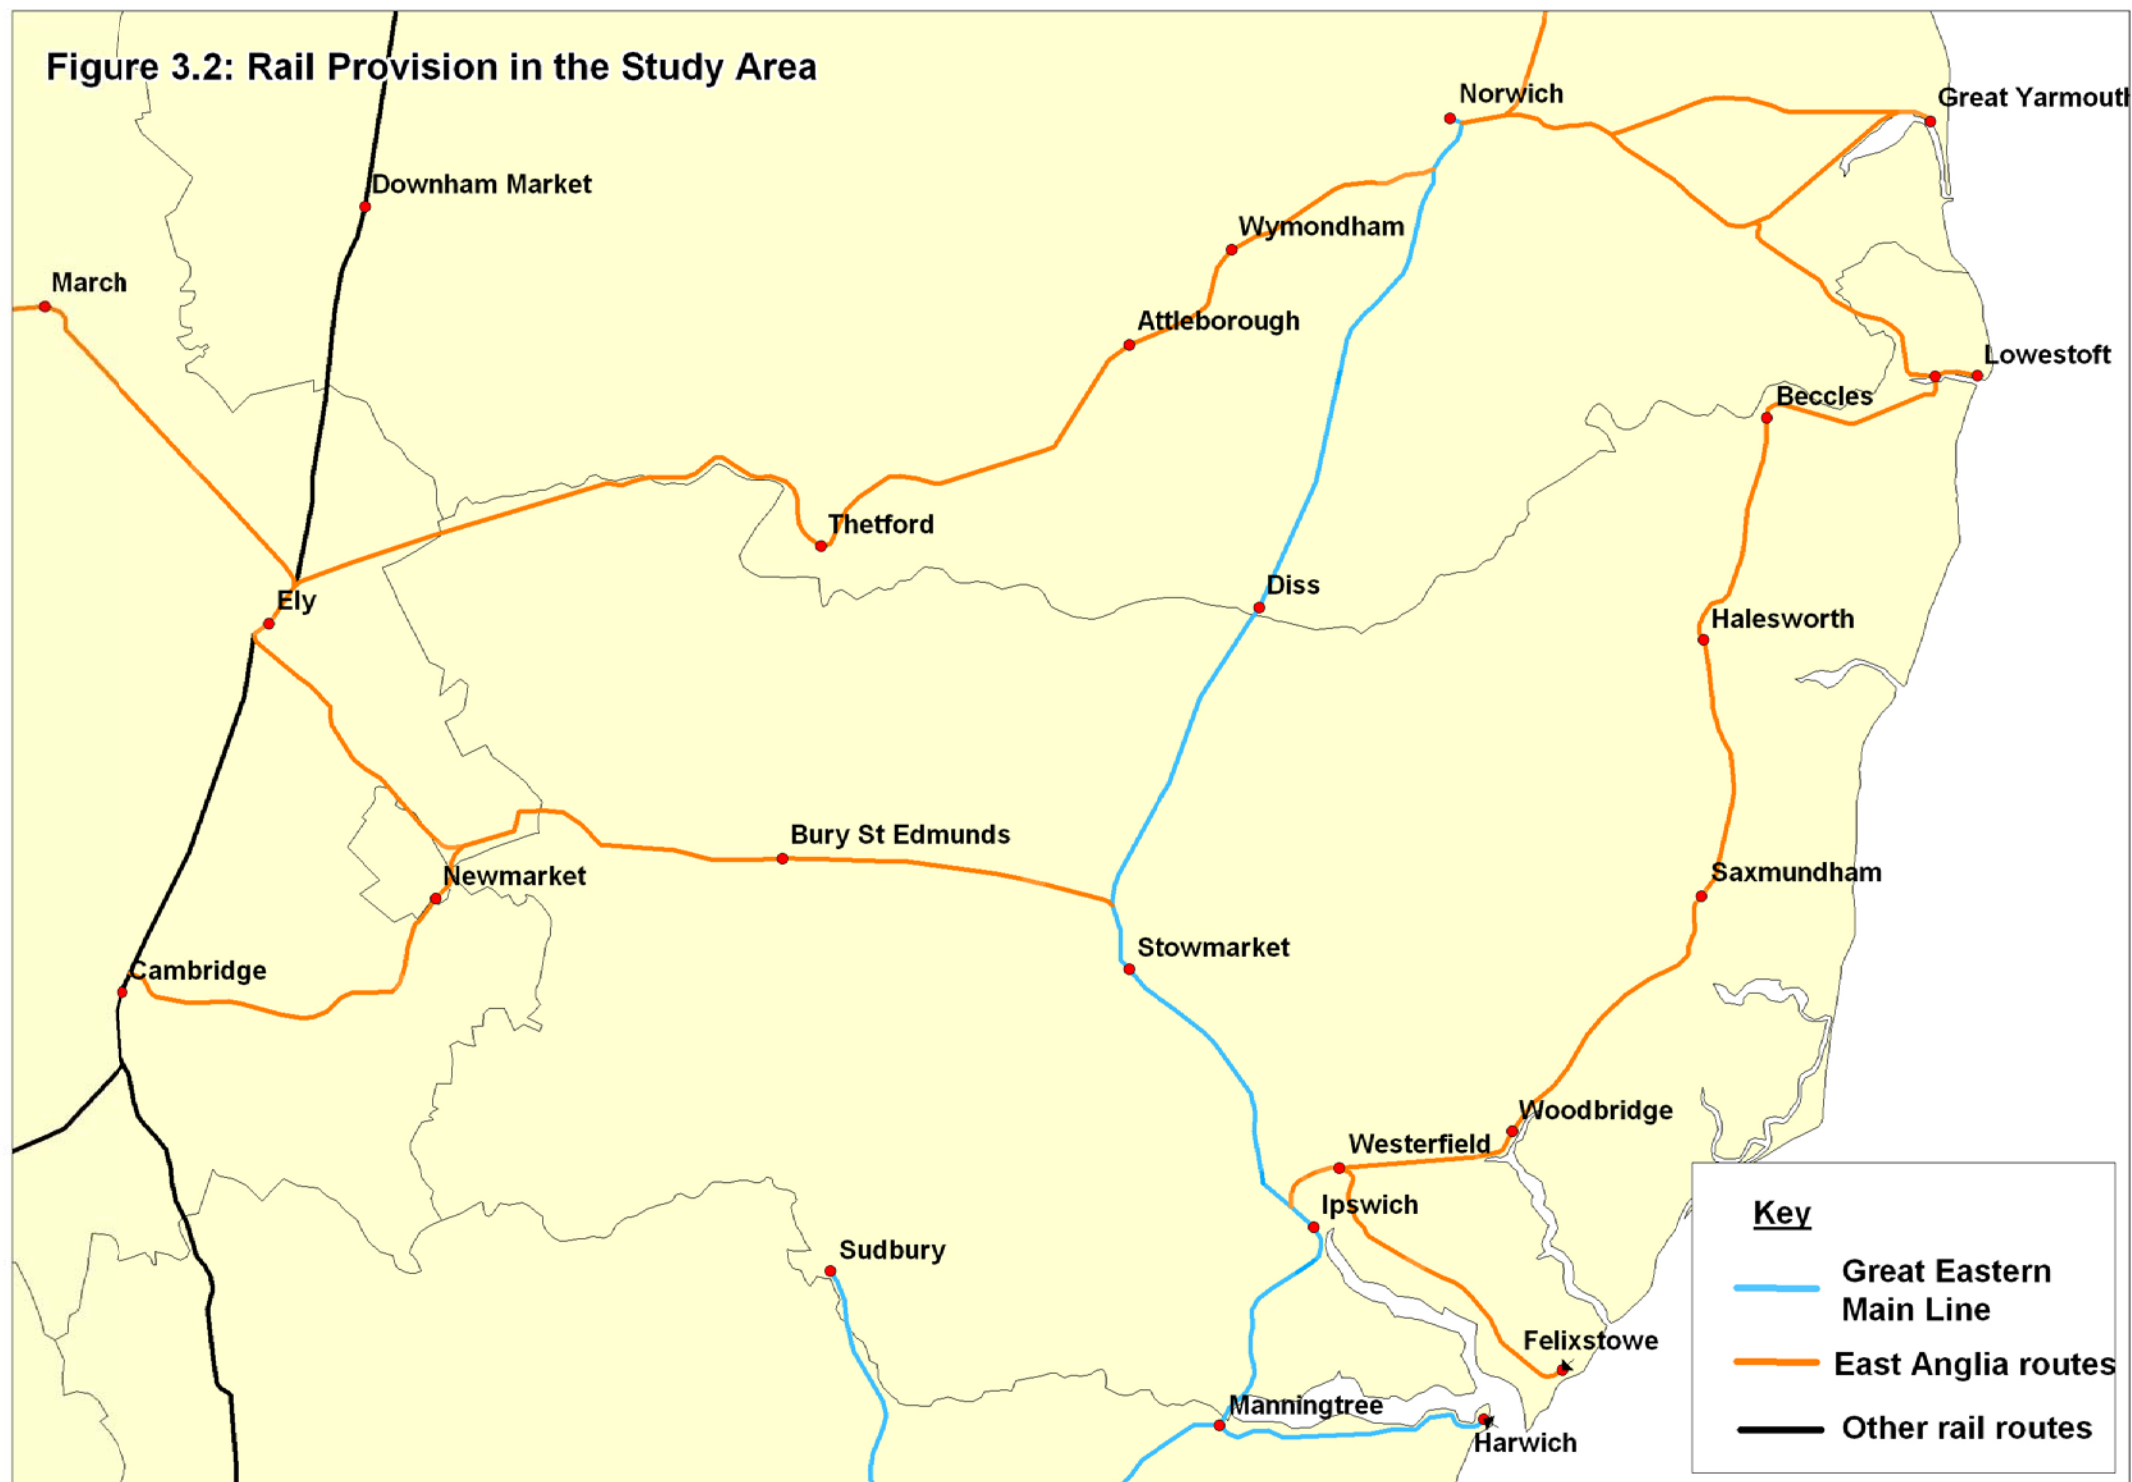 Figure 3.2: Rail Provision in the Study Area
Norwich
Great Yarmouth
Downham Market
Wymondham
March
Attleborough
Lowestoft
Beccles
Thetford
Diss
Ely
Halesworth
Bury St Edmunds
Newmarket
Saxmundham
Stowmarket
Cambridge
Woodbridge
Westerfield
Ipswich
Sudbury
Felixstowe
Manningtree
Harwich
Key
Great Eastern
Main Line
East Anglia routes
Other rail routes